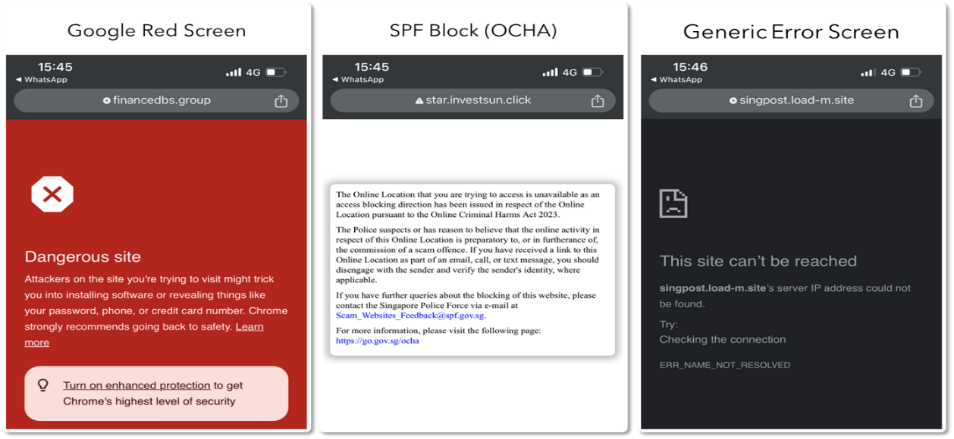 Google Red Screen
15:45
4G
◄ WhatsApp
financedbs.group
Dangerous site
Attackers on the site you're trying to visit might trick
you into installing software or revealing things like
your password, phone, or credit card number. Chrome
strongly recommends going back to safety. Learn
more
Turn on enhanced protection to get
Chrome's highest level of security
SPF Block (OCHA)
15:45
4G
◄ WhatsApp
star.investsun.click
The Online Location that you are trying to access is unavailable as an
access blocking direction has been issued in respect of the Online
Location pursuant to the Online Criminal Harms Act 2023.
The Police suspects or has reason to believe that the online activity in
respect of this Online Location is preparatory to, or in furtherance of,
the commission of a scam offence. If you have received a link to this
Online Location as part of an email, call, or text message, you should
disengage with the sender and verify the sender's identity, where
applicable.
If you have further queries about the blocking of this website, please
contact the Singapore Police Force via e-mail at
Scam_Websites_Feedback@spf.gov.sg.
For more information, please visit the following page:
https://go.gov.sg/ocha
Generic Error Screen
15:46
4G
◄ WhatsApp
singpost.load-m.site
This site can't be reached
singpost.load-m.site's server IP address could not
be found.
Try:
Checking the connection
ERR_NAME_NOT_RESOLVED